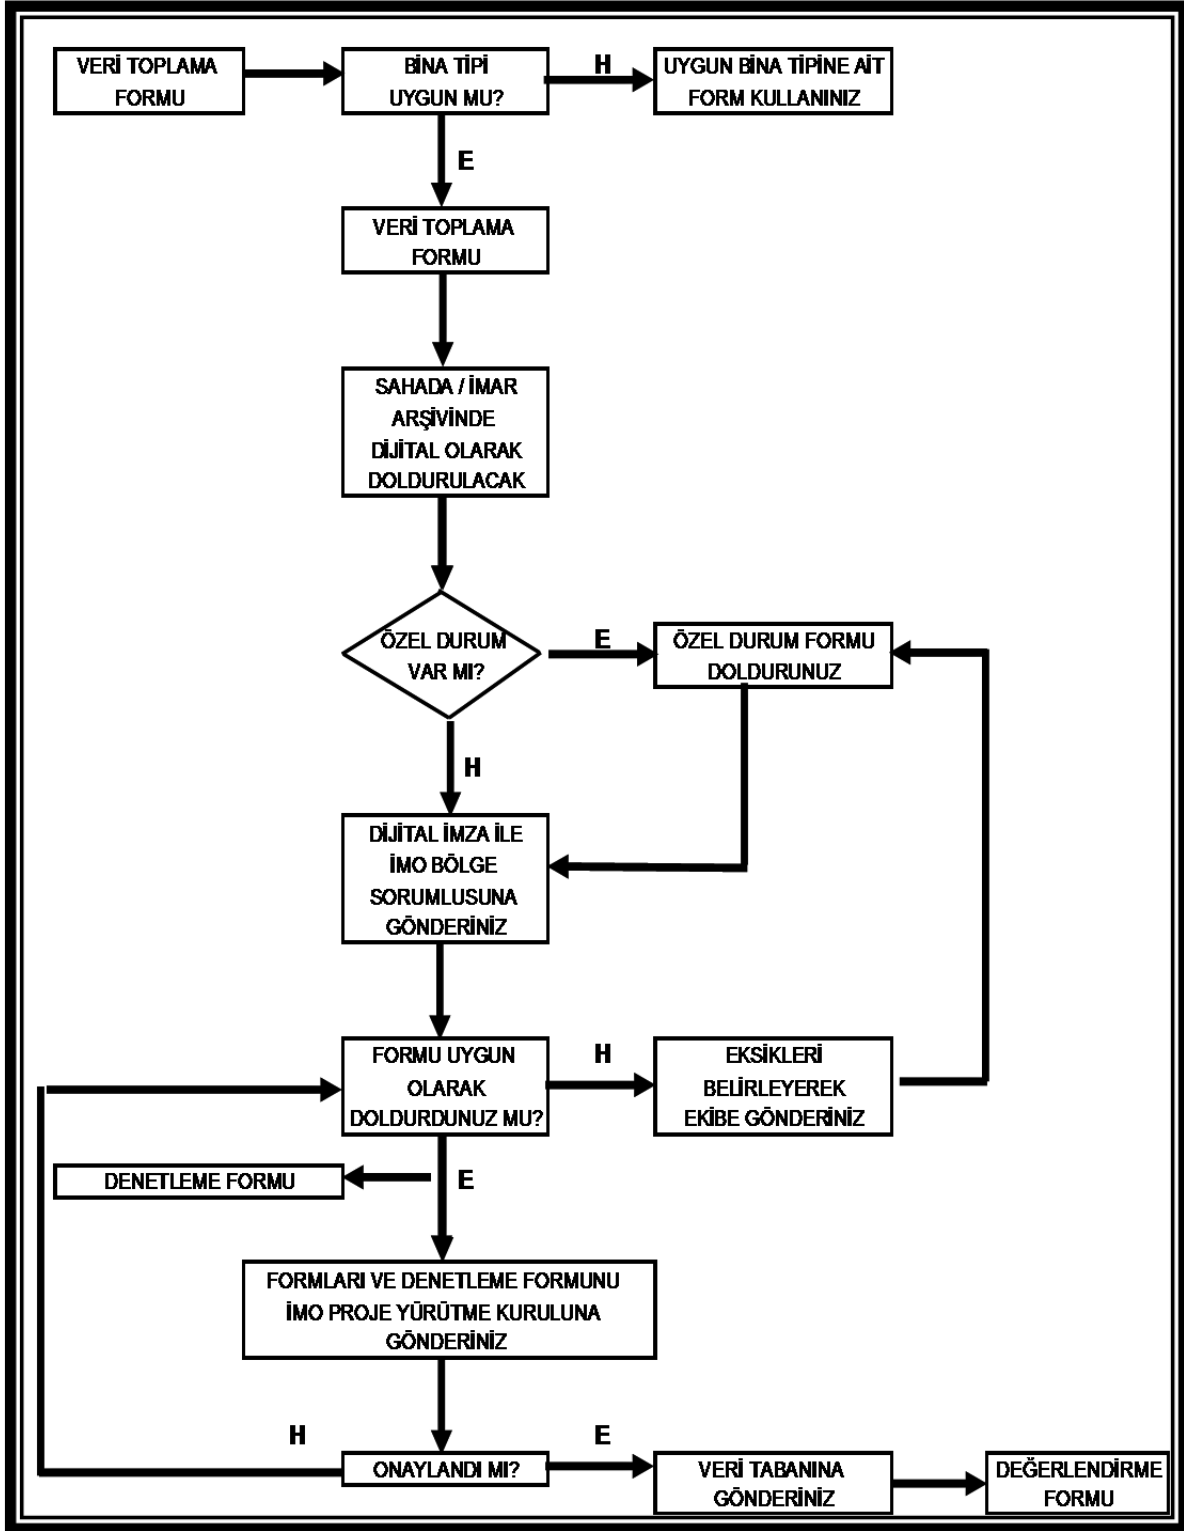 VERİ TOPLAMA
FORMU
BİNA TİPİ
UYGUN MU?
H
UYGUN BİNA TİPİNE AİT
FORM KULLANINIZ
E
VERİ TOPLAMA
FORMU
SAHADA / İMAR
ARŞİVİNDE
DİJİTAL OLARAK
DOLDURULACAK
ÖZEL DURUM
VAR MI?
E
ÖZEL DURUM FORMU
DOLDURUNUZ
H
DİJİTAL İMZA İLE
İMO BÖLGE
SORUMLUSUNA
GÖNDERİNİZ
FORMU UYGUN
OLARAK
DOLDURDUNUZ MU?
H
EKSİKLERİ
BELİRLEYEREK
EKİBE GÖNDERİNİZ
DENETLEME FORMU
E
FORMLARI VE DENETLEME FORMUNU
İMO PROJE YÜRÜTME KURULUNA
GÖNDERİNİZ
H
ONAYLANDI MI?
E
VERİ TABANINA
GÖNDERİNİZ
DEĞERLENDİRME
FORMU